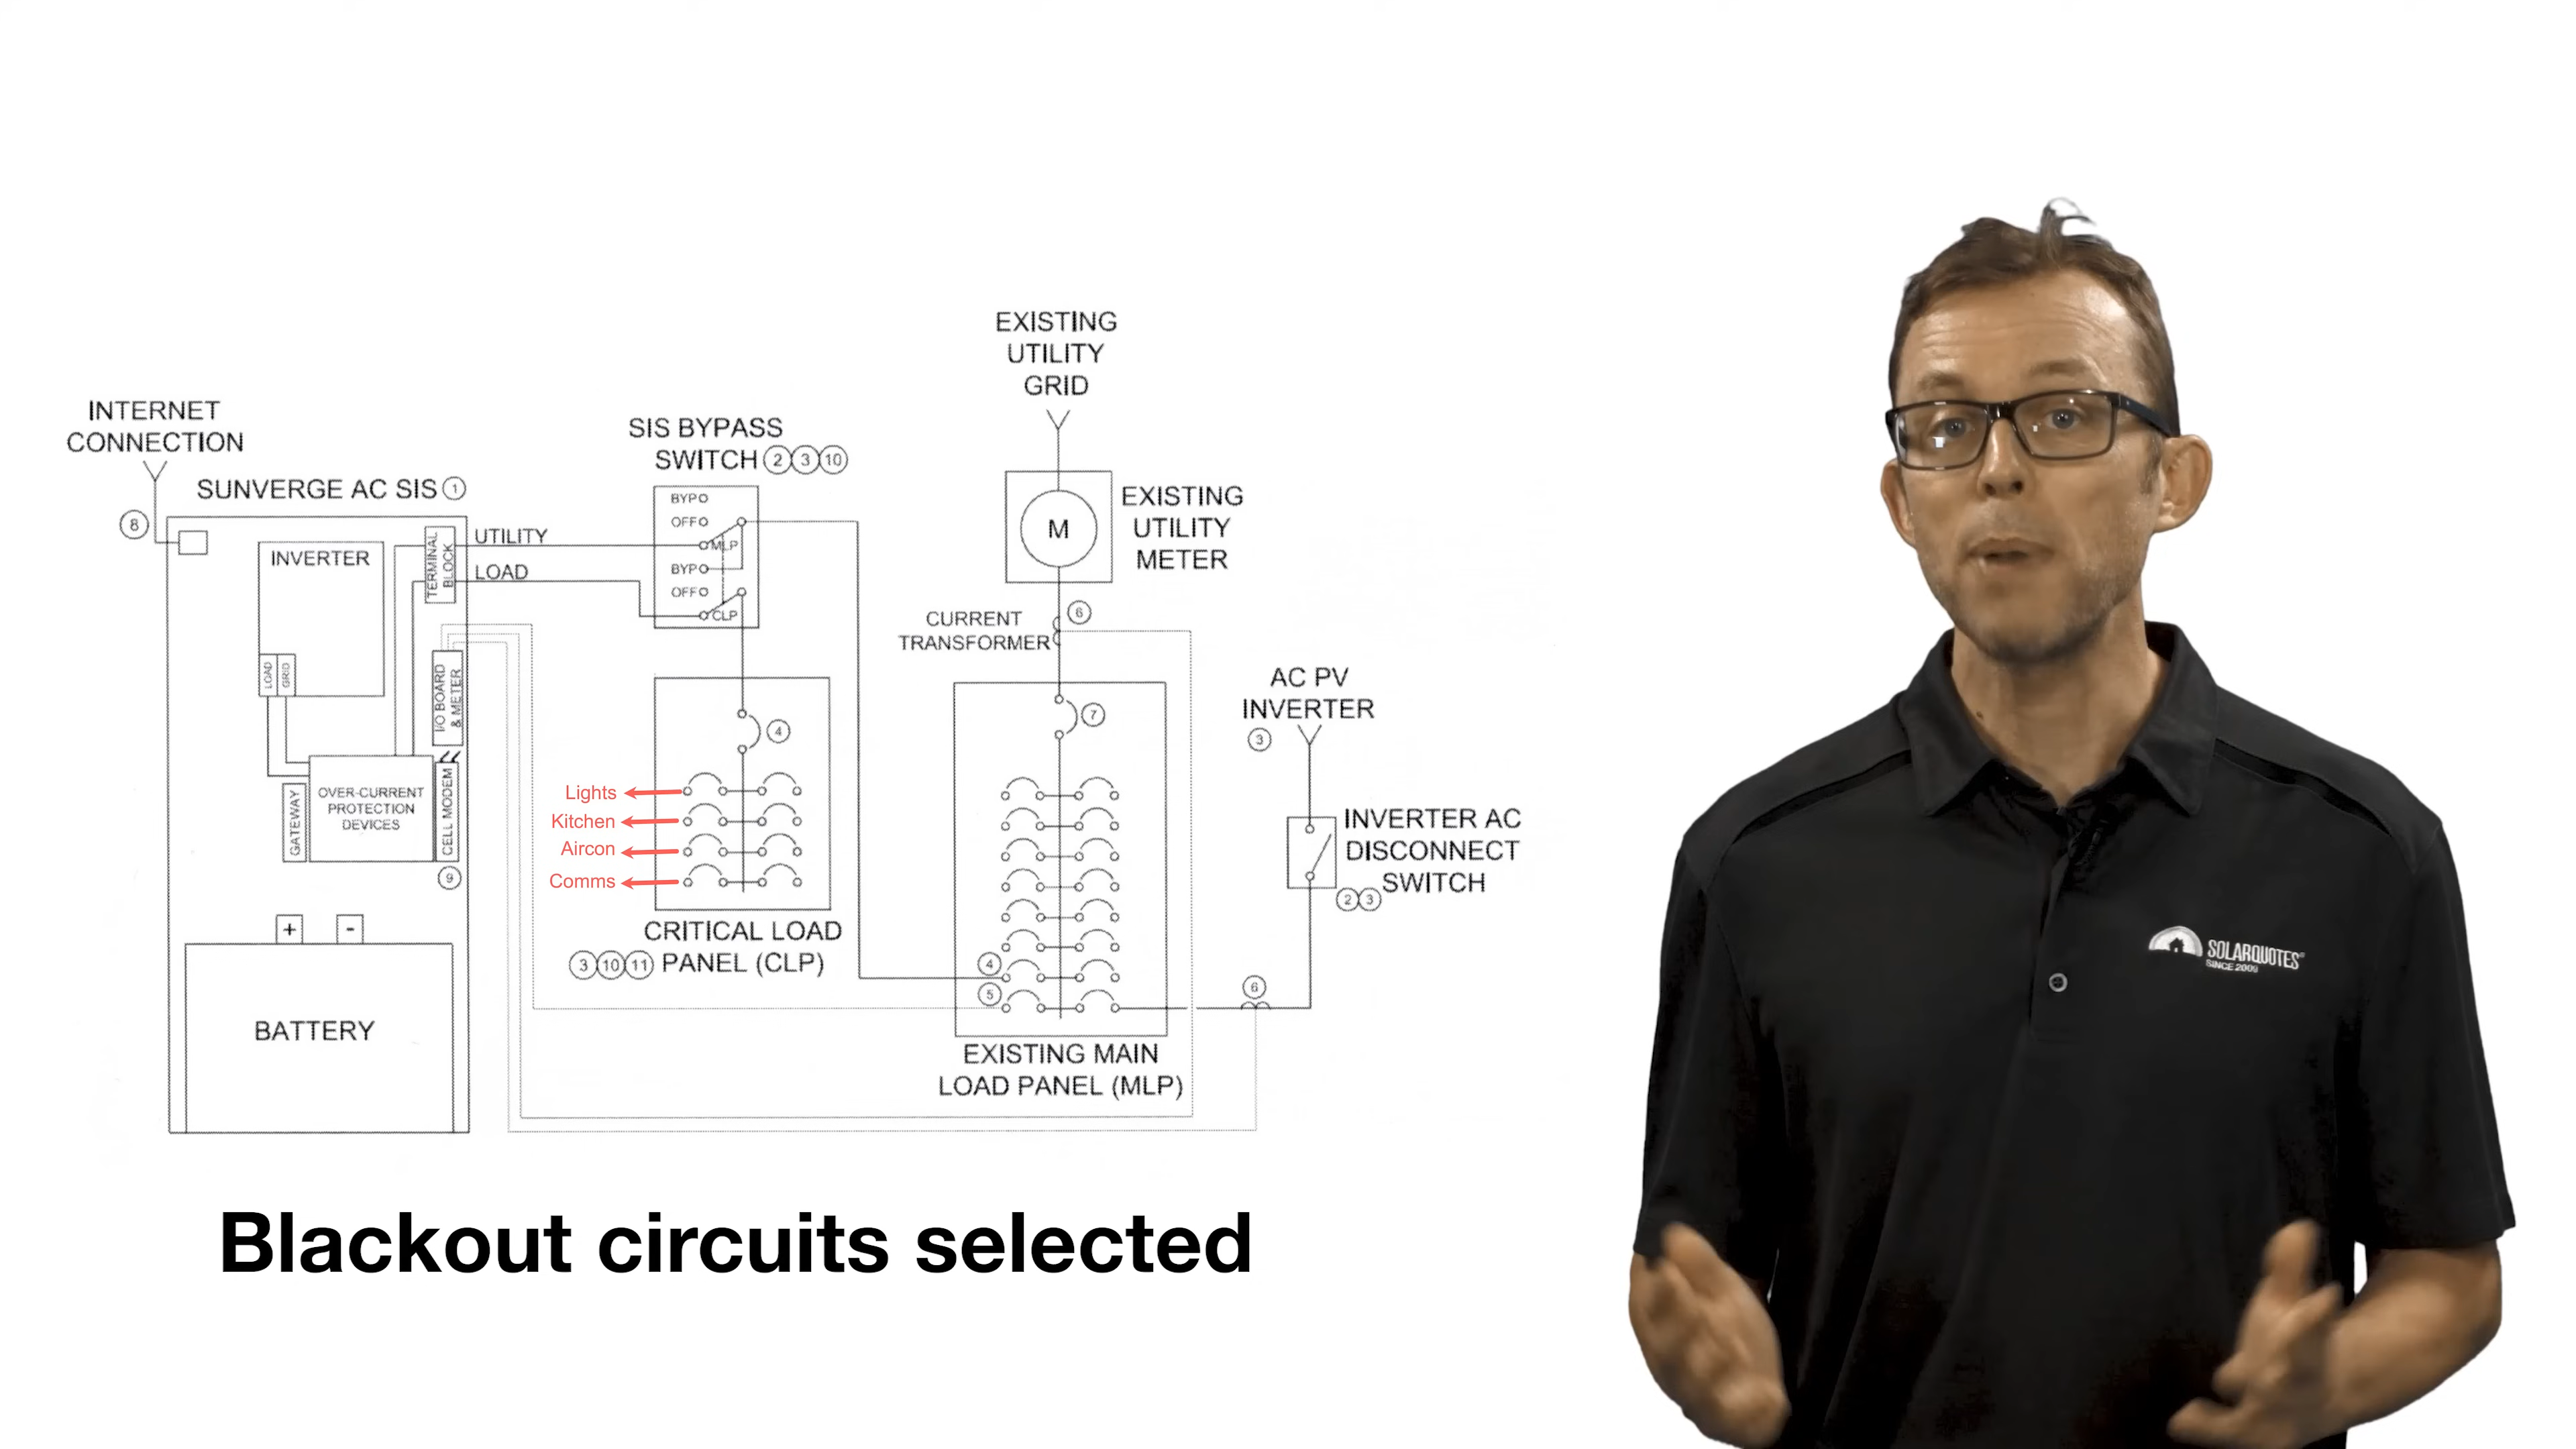 EXISTING
UTILITY
GRID
INTERNET
CONNECTION
8
SUNVERGE AC SIS 1
INVERTER
LOAD
GRID
TERMINAL
BLOCK
UTILITY
LOAD
I/O BOARD
& METER
OVER-CURRENT
PROTECTION
DEVICES
GATEWAY
CELL MODEM
9
+
-
BATTERY
SIS BYPASS
SWITCH 2 3 10
BYP
OFF
MLP
BYP
OFF
CLP
4
Lights
Kitchen
Aircon
Comms
CRITICAL LOAD
3 10 11 PANEL (CLP)
M
EXISTING
UTILITY
METER
CURRENT
TRANSFORMER
6
7
4
5
EXISTING MAIN
LOAD PANEL (MLP)
AC PV
INVERTER
3
INVERTER AC
DISCONNECT
SWITCH
2 3
6
Blackout circuits selected
SOLARQUOTES
SINCE 2009